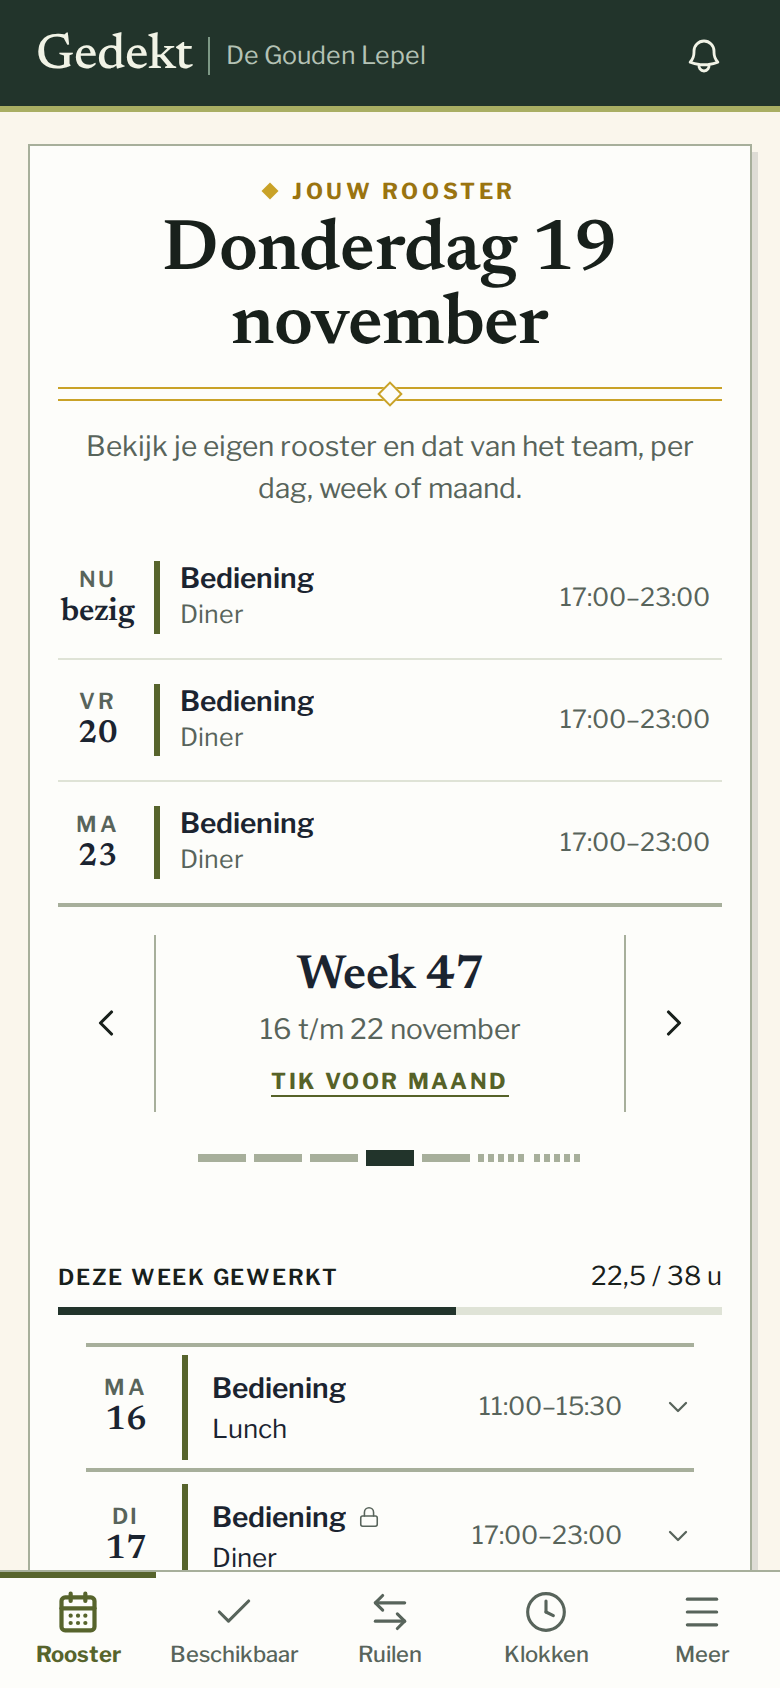 Gedekt
De Gouden Lepel
JOUW ROOSTER
Donderdag 19
november
Bekijk je eigen rooster en dat van het team, per
dag, week of maand.
NU
bezig
Bediening
Diner
17:00–23:00
VR
20
Bediening
Diner
17:00–23:00
MA
23
Bediening
Diner
17:00–23:00
Week 47
16 t/m 22 november
TIK VOOR MAAND
DEZE WEEK GEWERKT
22,5 / 38 u
MA
16
Bediening
Lunch
11:00–15:30
DI
17
Bediening
Diner
17:00–23:00
Rooster
Beschikbaar
Ruilen
Klokken
Meer